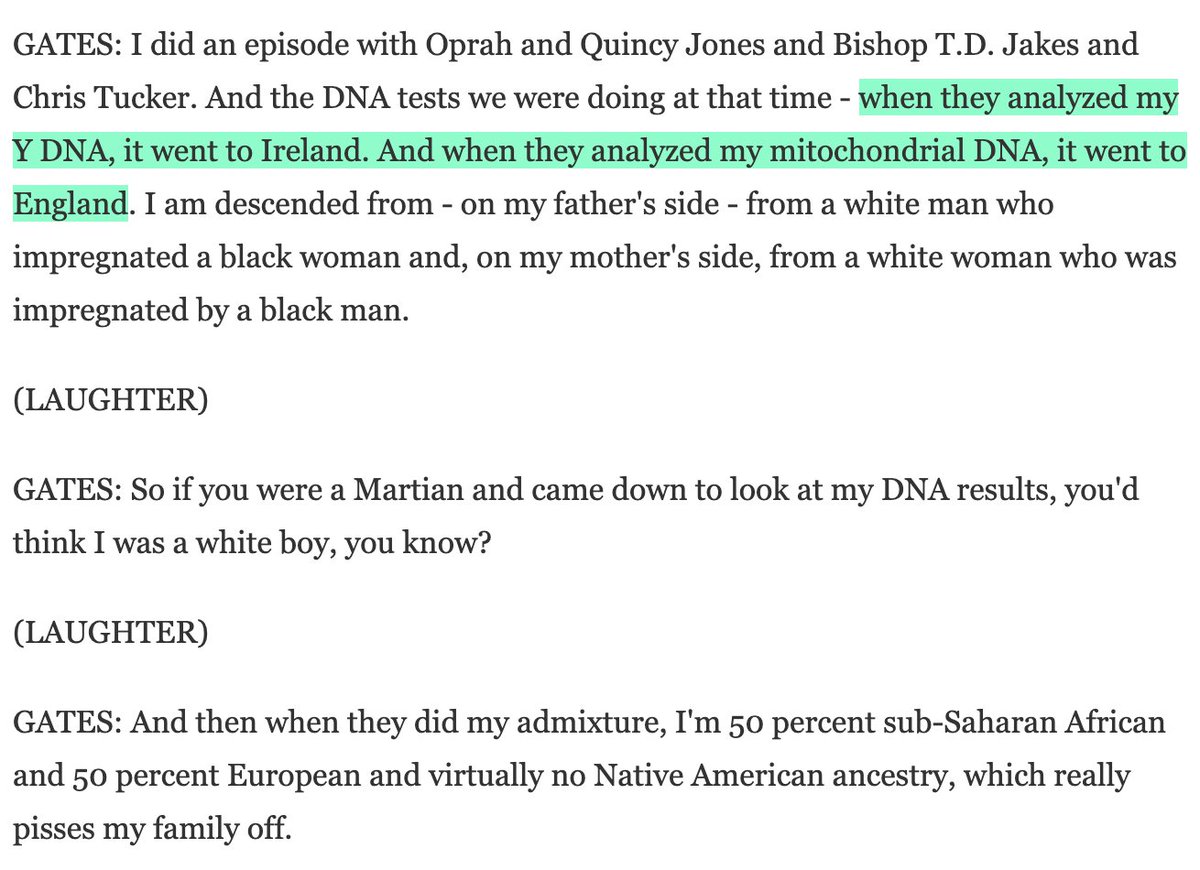 GATES: I did an episode with Oprah and Quincy Jones and Bishop T.D. Jakes and
Chris Tucker. And the DNA tests we were doing at that time - when they analyzed my
Y DNA, it went to Ireland. And when they analyzed my mitochondrial DNA, it went to
England. I am descended from - on my father's side - from a white man who
impregnated a black woman and, on my mother's side, from a white woman who was
impregnated by a black man.
(LAUGHTER)
GATES: So if you were a Martian and came down to look at my DNA results, you'd
think I was a white boy, you know?
(LAUGHTER)
GATES: And then when they did my admixture, I'm 50 percent sub-Saharan African
and 50 percent European and virtually no Native American ancestry, which really
pisses my family off.